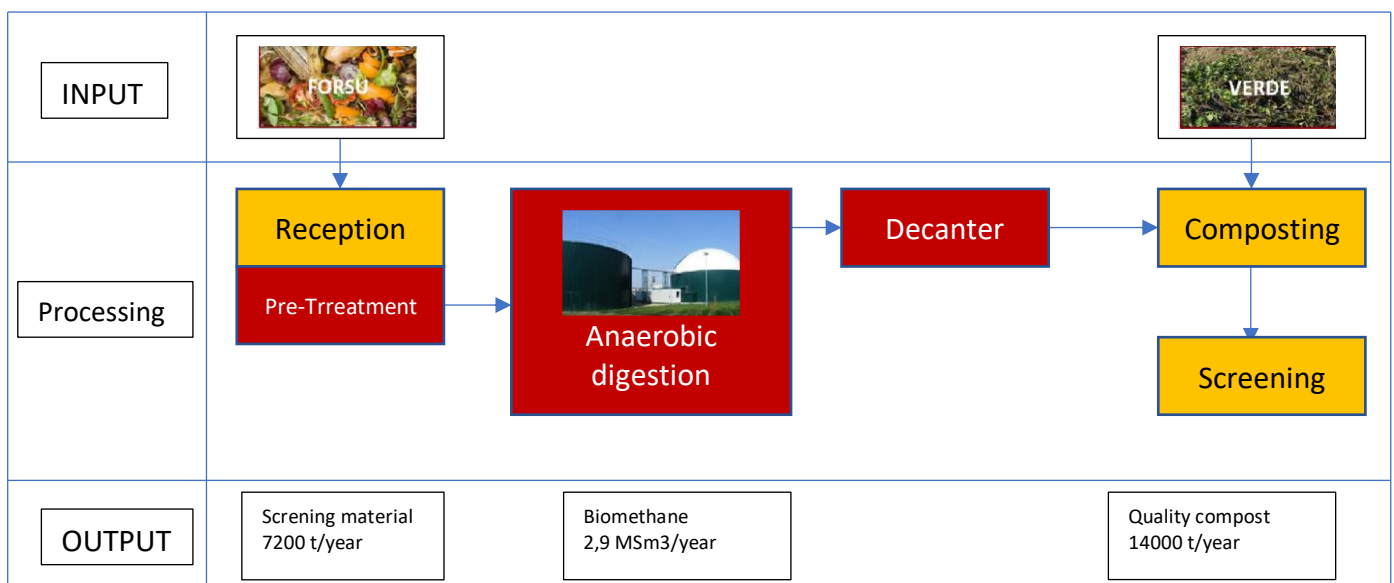 INPUT
FORSU
VERDE
Processing
Reception
Pre-Trreatment
Anaerobic
digestion
Decanter
Composting
Screening
OUTPUT
Screning material
7200 t/year
Biomethane
2,9 MSm3/year
Quality compost
14000 t/year